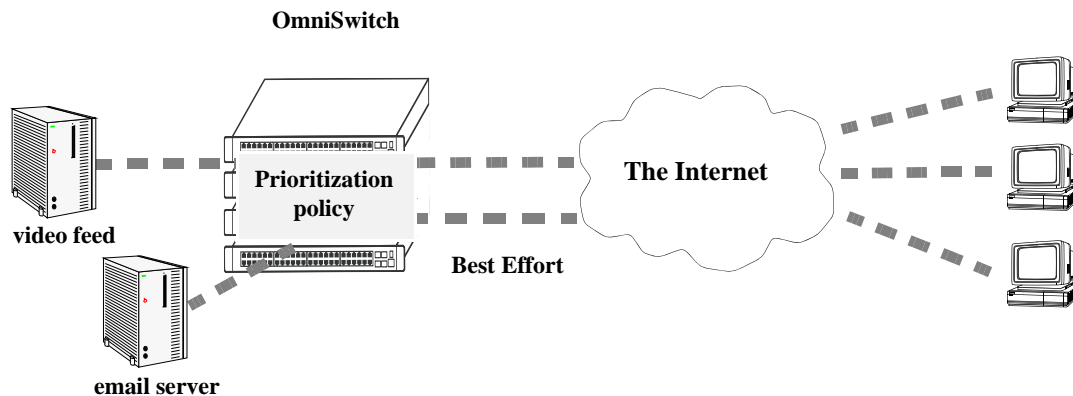 OmniSwitch
Prioritization
policy
The Internet
video feed
Best Effort
email server